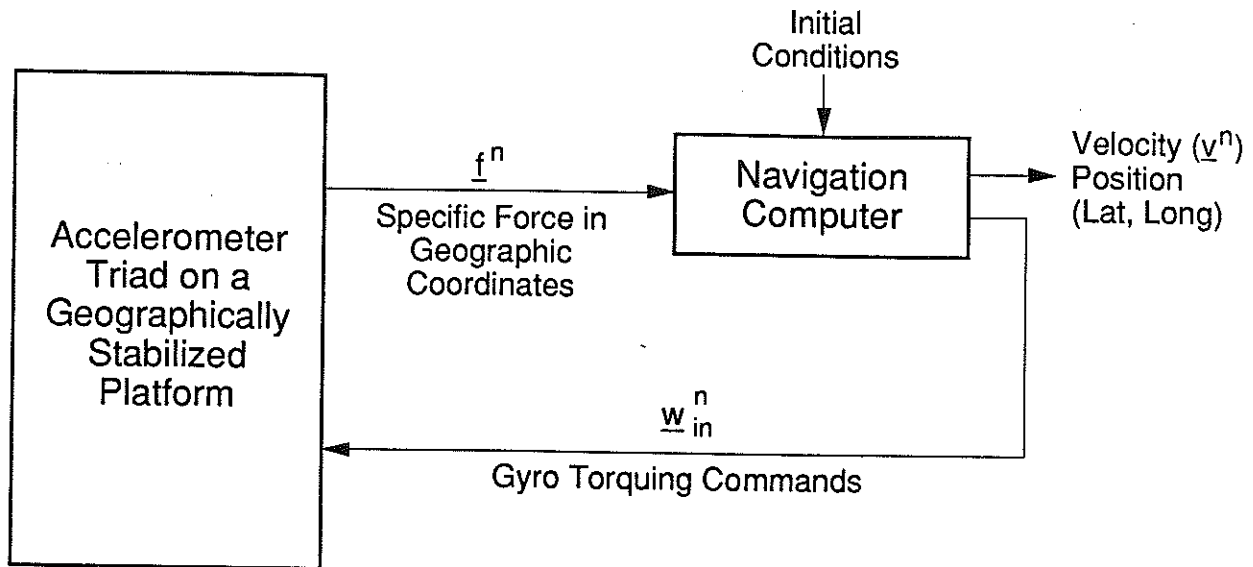 Initial
Conditions
Accelerometer
Triad on a
Geographically
Stabilized
Platform
f^n
Specific Force in
Geographic
Coordinates
Navigation
Computer
Velocity (v^n)
Position
(Lat, Long)
w_in^n
Gyro Torquing Commands